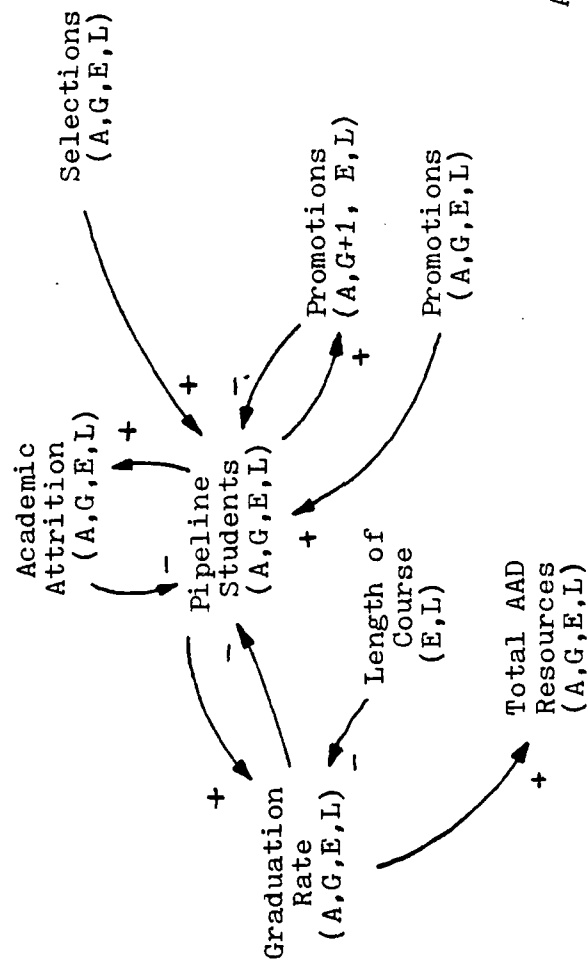 Academic
Attrition
(A,G,E,L)
Selections
(A,G,E,L)
+
-
+
Pipeline
Students
(A,G,E,L)
+
-
-
Graduation
Rate
(A,G,E,L)
+
Promotions
(A,G+1, E,L)
-
+
Length of
Course
(E,L)
Promotions
(A,G,E,L)
Total AAD
Resources
(A,G,E,L)
+